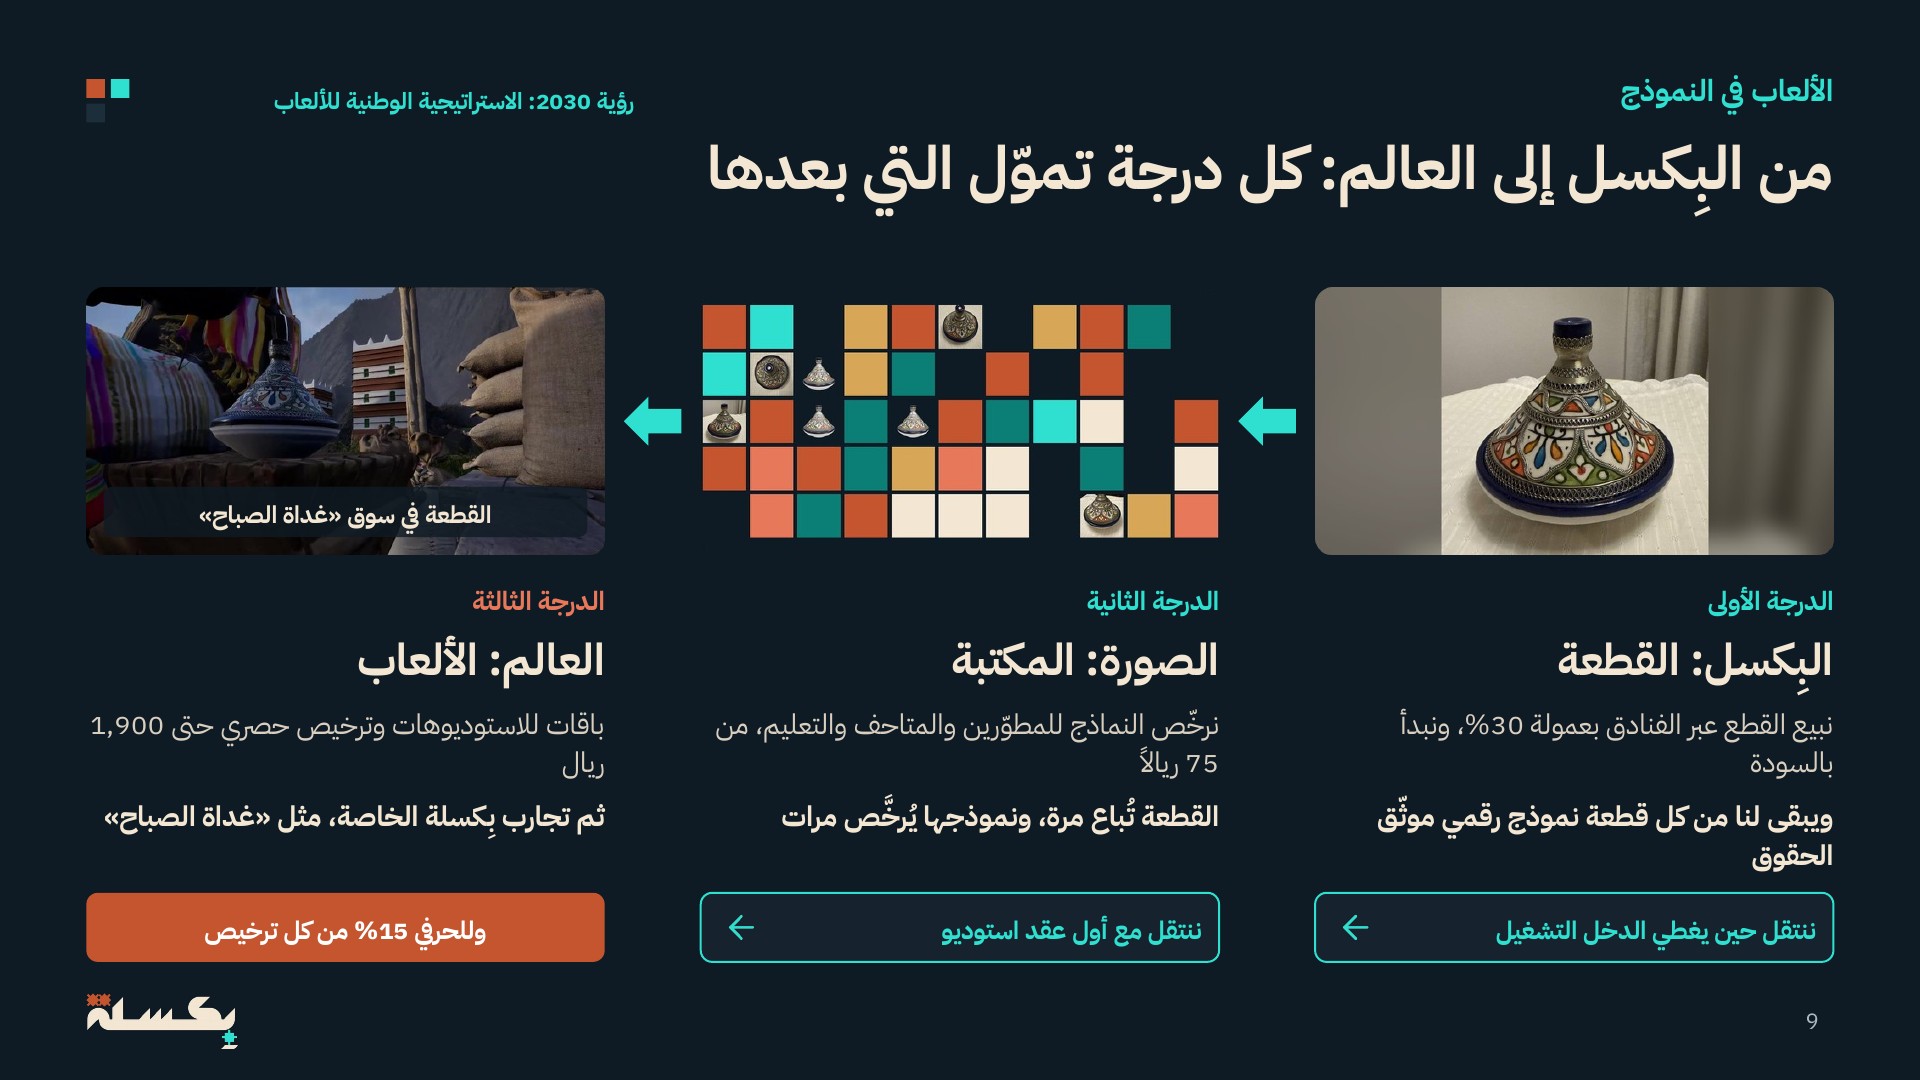 الألعاب في النموذج
رؤية 2030: الاستراتيجية الوطنية للألعاب
من البِكسل إلى العالم: كل درجة تموّل التي بعدها
الدرجة الأولى
البِكسل: القطعة
نبيع القطع عبر الفنادق بعمولة 30%، ونبدأ
بالسودة
ويبقى لنا من كل قطعة نموذج رقمي موثّق
الحقوق
ننتقل حين يغطي الدخل التشغيل
الدرجة الثانية
الصورة: المكتبة
نرخّص النماذج للمطوّرين والمتاحف والتعليم، من
75 ريالاً
القطعة تُباع مرة، ونموذجها يُرخَّص مرات
ننتقل مع أول عقد استوديو
القطعة في سوق «غداة الصباح»
الدرجة الثالثة
العالم: الألعاب
باقات للاستوديوهات وترخيص حصري حتى 1,900
ريال
ثم تجارب بِكسلة الخاصة، مثل «غداة الصباح»
وللحرفي 15% من كل ترخيص
بِكسلة
9